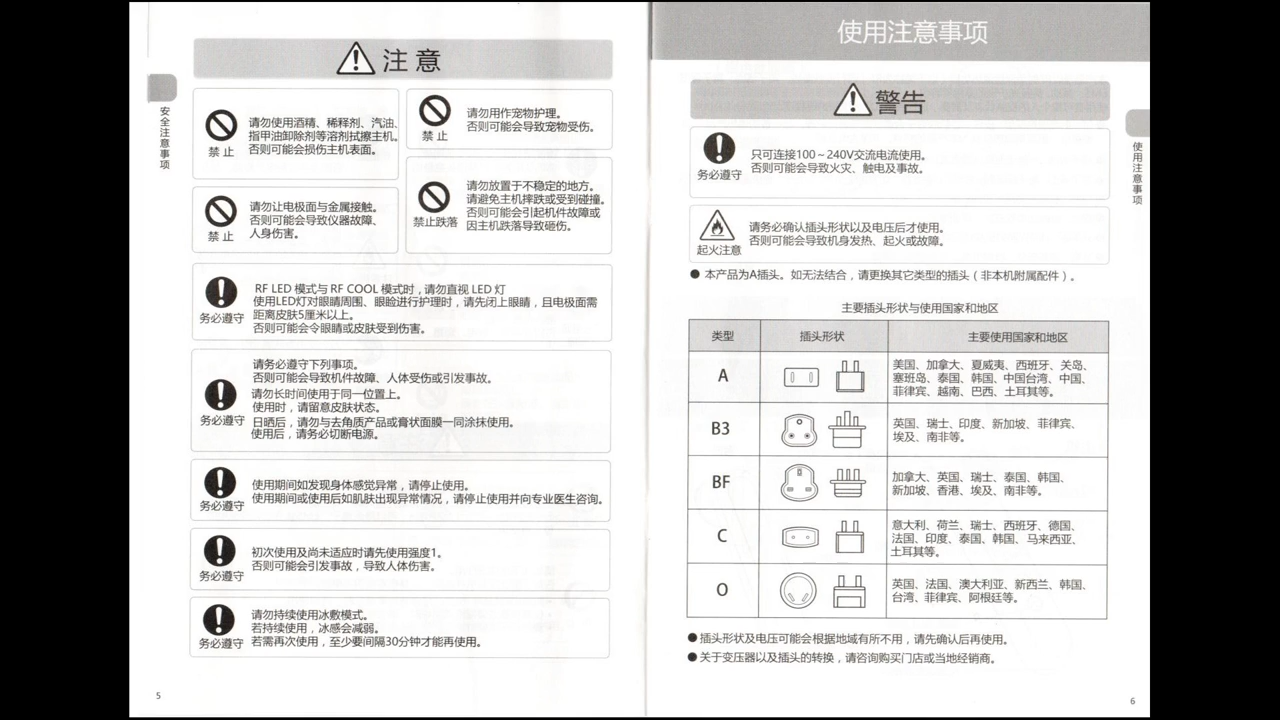 注意
安全注意事项
禁止
请勿使用酒精、稀释剂、汽油、
指甲油卸除剂等溶剂拭擦主机。
否则可能会损伤主机表面。
禁止
请勿用作宠物护理。
否则可能会导致宠物受伤。
禁止
请勿让电极面与金属接触。
否则可能会导致仪器故障、
人身伤害。
禁止跌落
请勿放置于不稳定的地方。
请避免主机摔跌或受到碰撞。
否则可能会引起机件故障或
因主机跌落导致砸伤。
务必遵守
RF LED 模式与 RF COOL 模式时,请勿直视 LED 灯
使用LED灯对眼睛周围、眼睑进行护理时,请先闭上眼睛,且电极面需
距离皮肤5厘米以上。
否则可能会令眼睛或皮肤受到伤害。
务必遵守
请务必遵守下列事项。
否则可能会导致机件故障、人体受伤或引发事故。
请勿长时间使用于同一位置上。
使用时,请留意皮肤状态。
日晒后,请勿与去角质产品或膏状面膜一同涂抹使用。
使用后,请务必切断电源。
务必遵守
使用期间如发现身体感觉异常,请停止使用。
使用期间或使用后如肌肤出现异常情况,请停止使用并向专业医生咨询。
务必遵守
初次使用及尚未适应时请先使用强度1。
否则可能会引发事故,导致人体伤害。
务必遵守
请勿持续使用冰敷模式。
若持续使用,冰感会减弱。
若需再次使用,至少要间隔30分钟才能再使用。
5
使用注意事项
警告
使用注意事项
务必遵守
只可连接100～240V交流电流使用。
否则可能会导致火灾、触电及事故。
起火注意
请务必确认插头形状以及电压后才使用。
否则可能会导致机身发热、起火或故障。
● 本产品为A插头。如无法结合,请更换其它类型的插头(非本机附属配件)。
主要插头形状与使用国家和地区
类型 插头形状 主要使用国家和地区
A
美国、加拿大、夏威夷、西班牙、关岛、
塞班岛、泰国、韩国、中国台湾、中国、
菲律宾、越南、巴西、土耳其等。
B3
英国、瑞士、印度、新加坡、菲律宾、
埃及、南非等。
BF
加拿大、英国、瑞士、泰国、韩国、
新加坡、香港、埃及、南非等。
C
意大利、荷兰、瑞士、西班牙、德国、
法国、印度、泰国、韩国、马来西亚、
土耳其等。
O
英国、法国、澳大利亚、新西兰、韩国、
台湾、菲律宾、阿根廷等。
●插头形状及电压可能会根据地域有所不用,请先确认后再使用。
●关于变压器以及插头的转换,请咨询购买门店或当地经销商。
6